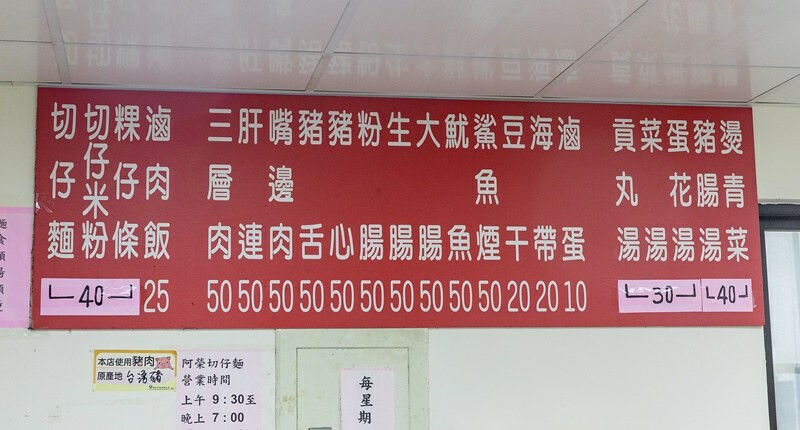 切仔麵
切仔米粉
粿仔條
40
滷肉飯 25
三層肉 50
肝連 50
嘴邊肉 50
豬舌 50
豬心 50
粉腸 50
生腸 50
大腸 50
魷魚 50
鯊魚煙 50
豆干 20
海帶 20
滷蛋 10
貢丸湯
菜湯
蛋花湯
30
豬腸湯
燙青菜
40
本店使用豬肉
原產地 台灣豬
阿榮切仔麵
營業時間
上午 9:30至
晚上 7:00
每星期